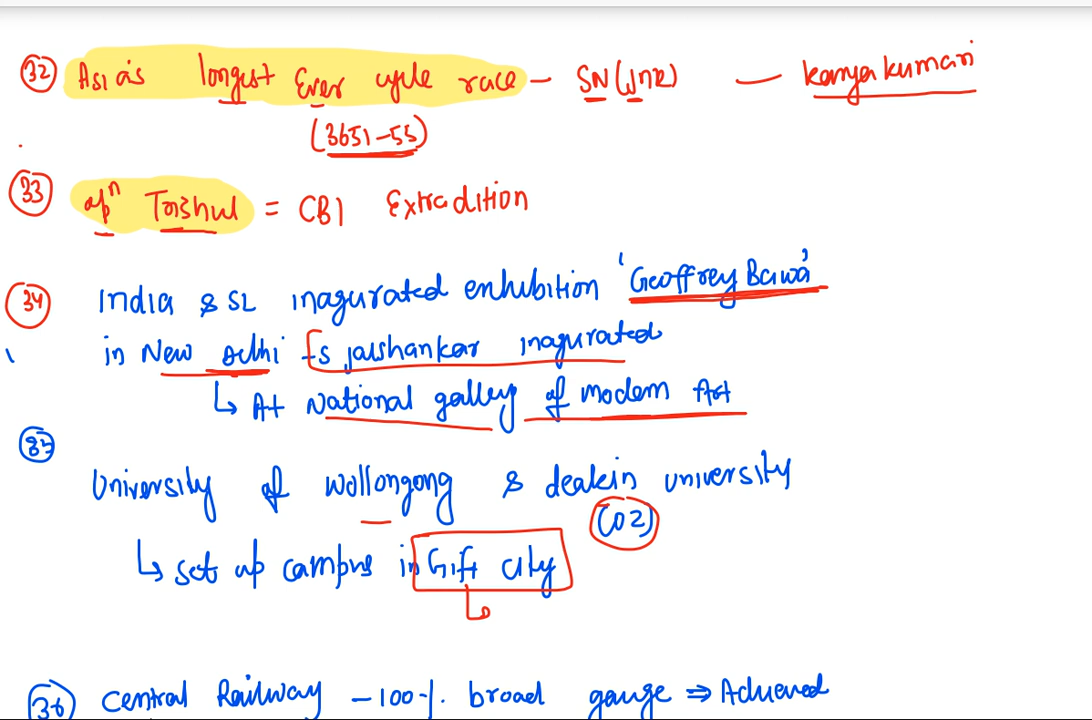 32 Asia's longest Ever cycle race - SN(JnK) - kanyakumari
(3651-55)
33 opn Trishul = CBI Extradition
34 India & SL inagurated enhibition 'Geoffrey Bawa'
in New delhi [S jaishankar inagurated
↳ At National gallery of modern Art
35
University of wollongong & deakin university
(02)
↳ set up campus in Gift city
36 Central Railway - 100%. broad gauge ⇒ Achieved